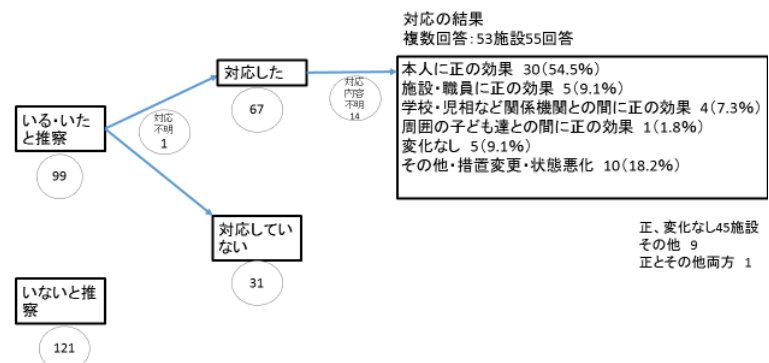 対応の結果
複数回答：53施設55回答
本人に正の効果 30(54.5%)
施設・職員に正の効果 5(9.1%)
学校・児相など関係機関との間に正の効果 4(7.3%)
周囲の子ども達との間に正の効果 1(1.8%)
変化なし 5(9.1%)
その他・措置変更・状態悪化 10(18.2%)
対応した
67
対応
内容
不明
14
いる・いた
と推察
99
対応
不明
1
対応してい
ない
31
いないと推
察
121
正、変化なし45施設
その他 9
正とその他両方 1